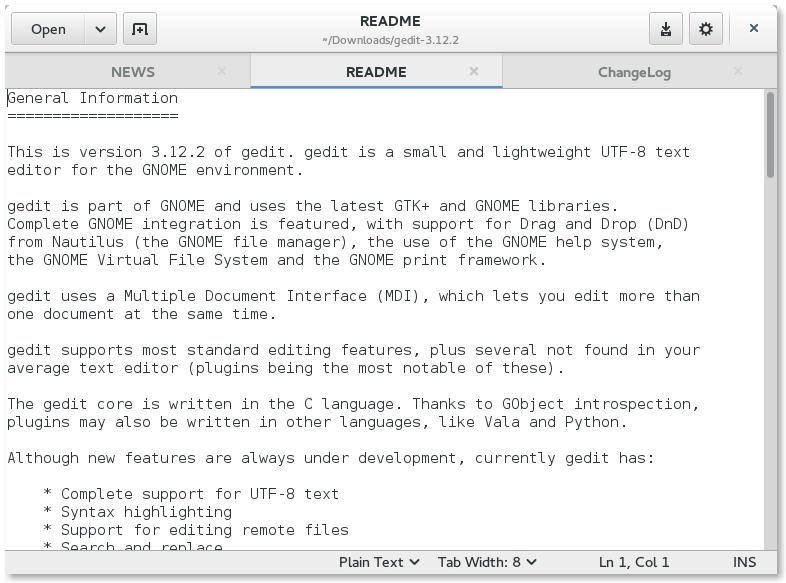 Open
README
~/Downloads/gedit-3.12.2
NEWS
README
ChangeLog
General Information
===================
This is version 3.12.2 of gedit. gedit is a small and lightweight UTF-8 text
editor for the GNOME environment.
gedit is part of GNOME and uses the latest GTK+ and GNOME libraries.
Complete GNOME integration is featured, with support for Drag and Drop (DnD)
from Nautilus (the GNOME file manager), the use of the GNOME help system,
the GNOME Virtual File System and the GNOME print framework.
gedit uses a Multiple Document Interface (MDI), which lets you edit more than
one document at the same time.
gedit supports most standard editing features, plus several not found in your
average text editor (plugins being the most notable of these).
The gedit core is written in the C language. Thanks to GObject introspection,
plugins may also be written in other languages, like Vala and Python.
Although new features are always under development, currently gedit has:
* Complete support for UTF-8 text
* Syntax highlighting
* Support for editing remote files
* Search and replace
Plain Text Tab Width: 8 Ln 1, Col 1 INS